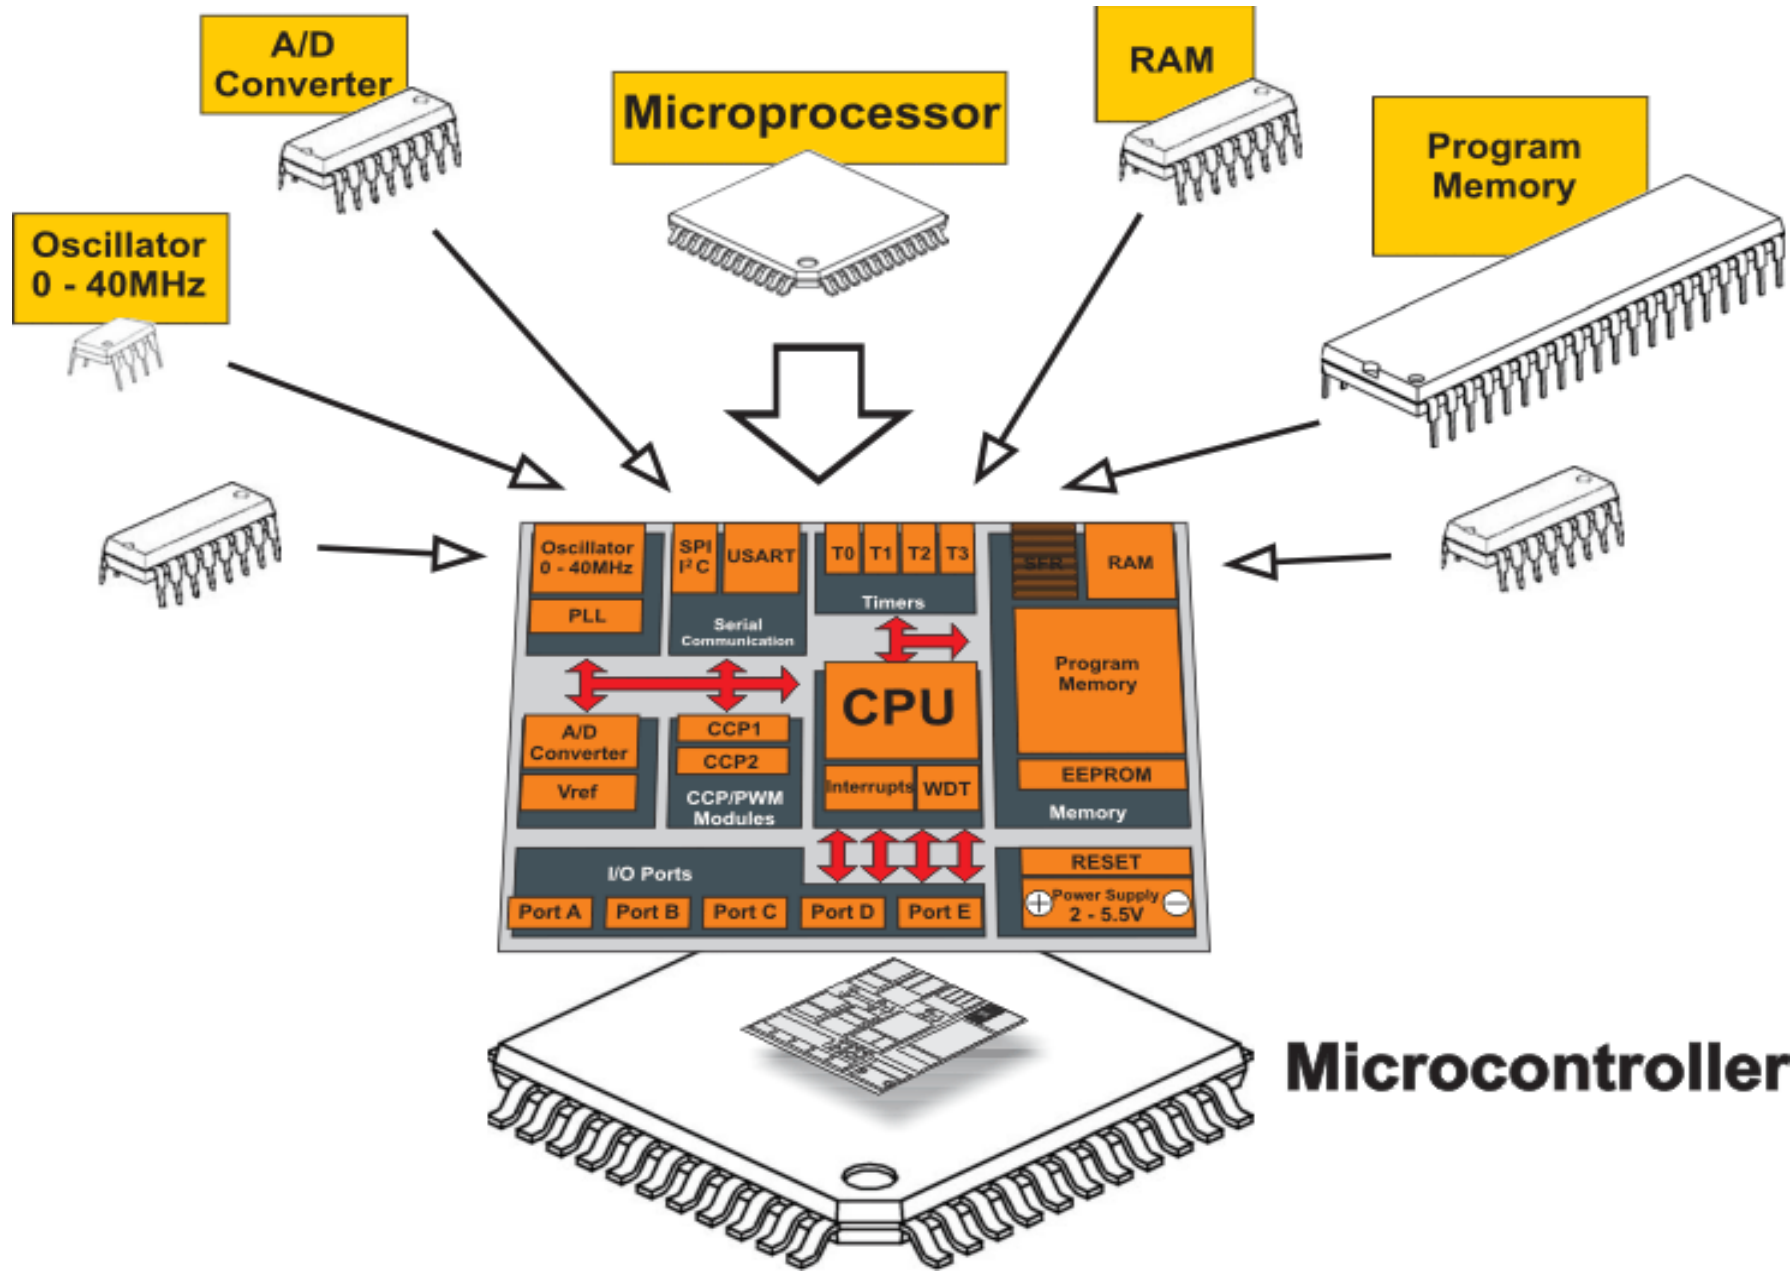 A/D
Converter
Microprocessor
RAM
Program
Memory
Oscillator
0 - 40MHz
Oscillator
0 - 40MHz
PLL
SPI
I²C
USART
Serial
Communication
T0
T1
T2
T3
Timers
SFR
RAM
Program
Memory
EEPROM
Memory
A/D
Converter
Vref
CCP1
CCP2
CCP/PWM
Modules
CPU
Interrupts
WDT
I/O Ports
Port A
Port B
Port C
Port D
Port E
RESET
+
Power Supply
2 - 5.5V
−
Microcontroller